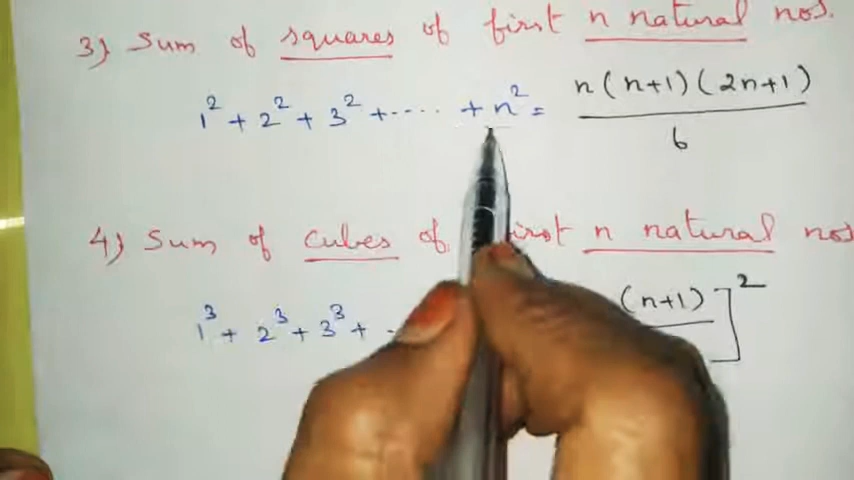 3) Sum of squares of first n natural nos.
1² + 2² + 3² + ..... + n² = n(n+1)(2n+1) / 6
4) Sum of cubes of n natural nos
1³ + 2³ + 3³ + (n+1) ]²